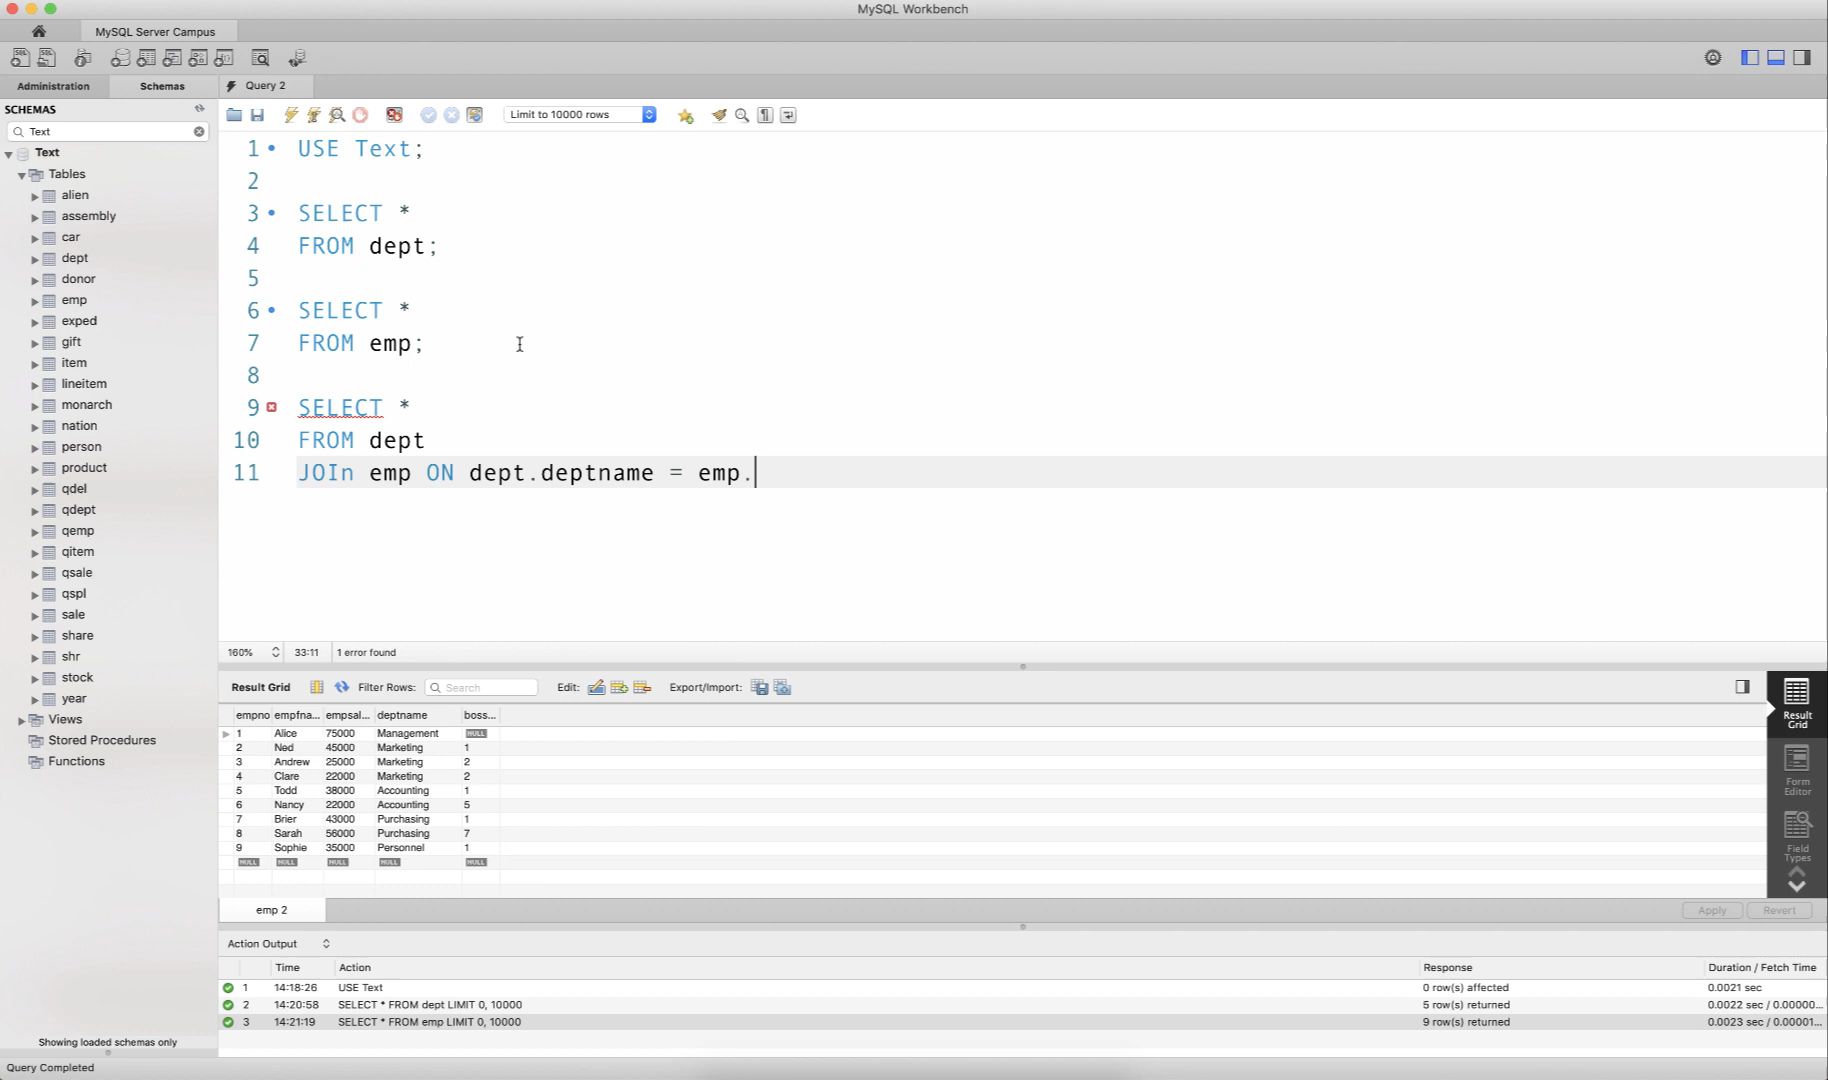 MySQL Workbench
MySQL Server Campus
Administration Schemas Query 2
SCHEMAS
Text
Limit to 10000 rows
Text
Tables
alien
assembly
car
dept
donor
emp
exped
gift
item
lineitem
monarch
nation
person
product
qdel
qdept
qemp
qitem
qsale
qspl
sale
share
shr
stock
year
Views
Stored Procedures
Functions
Showing loaded schemas only
Query Completed
1 USE Text;
2
3 SELECT *
4 FROM dept;
5
6 SELECT *
7 FROM emp;
8
9 SELECT *
10 FROM dept
11 JOIn emp ON dept.deptname = emp.
160% 33:11 1 error found
Result Grid Filter Rows: Search Edit: Export/Import:
empno empfna... empsal... deptname boss...
1 Alice 75000 Management NULL
2 Ned 45000 Marketing 1
3 Andrew 25000 Marketing 2
4 Clare 22000 Marketing 2
5 Todd 38000 Accounting 1
6 Nancy 22000 Accounting 5
7 Brier 43000 Purchasing 1
8 Sarah 56000 Purchasing 7
9 Sophie 35000 Personnel 1
NULL NULL NULL NULL NULL
Result
Grid
Form
Editor
Field
Types
emp 2 Apply Revert
Action Output
Time Action Response Duration / Fetch Time
1 14:18:26 USE Text 0 row(s) affected 0.0021 sec
2 14:20:58 SELECT * FROM dept LIMIT 0, 10000 5 row(s) returned 0.0022 sec / 0.00000...
3 14:21:19 SELECT * FROM emp LIMIT 0, 10000 9 row(s) returned 0.0023 sec / 0.00001...